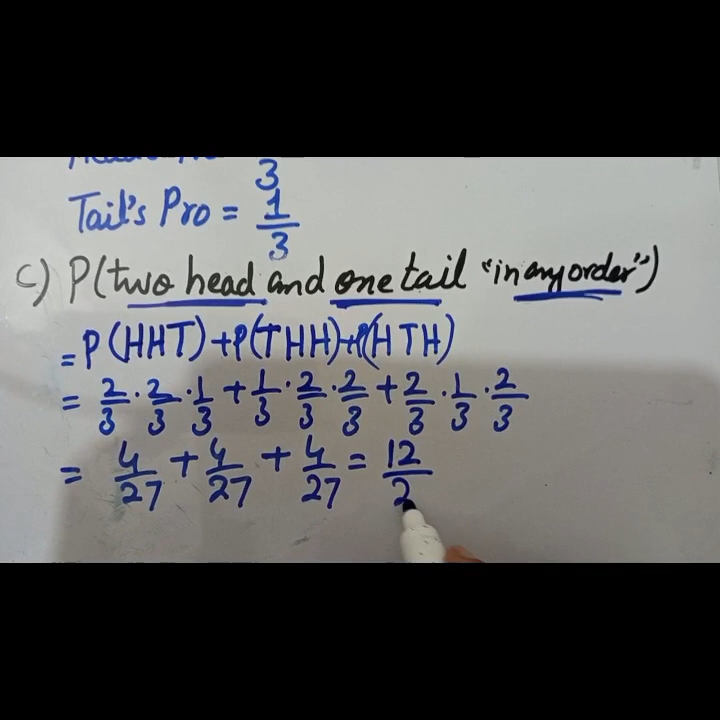 3
Tail's Pro = 1/3
c) P(two head and one tail "in any order")
= P(HHT)+P(THH)+P(HTH)
= 2/3 · 2/3 · 1/3 + 1/3 · 2/3 · 2/3 + 2/3 · 1/3 · 2/3
= 4/27 + 4/27 + 4/27 = 12/2